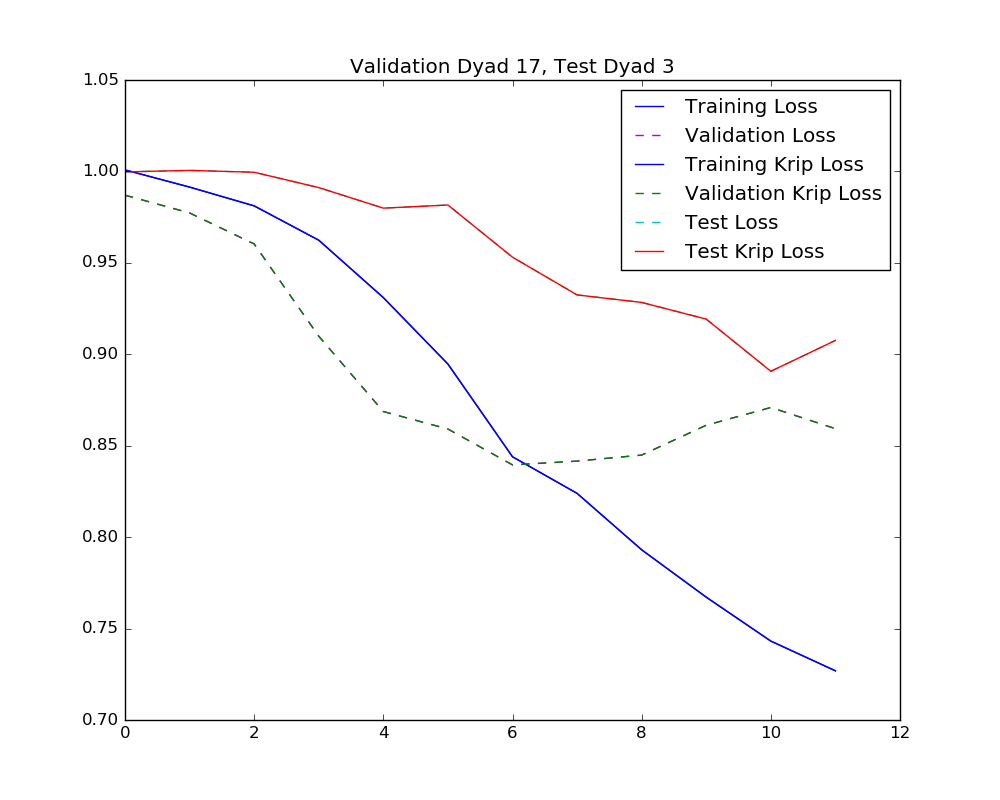 Validation Dyad 17, Test Dyad 3
1.05
1.00
0.95
0.90
0.85
0.80
0.75
0.70
Training Loss
Validation Loss
Training Krip Loss
Validation Krip Loss
Test Loss
Test Krip Loss
0 2 4 6 8 10 12